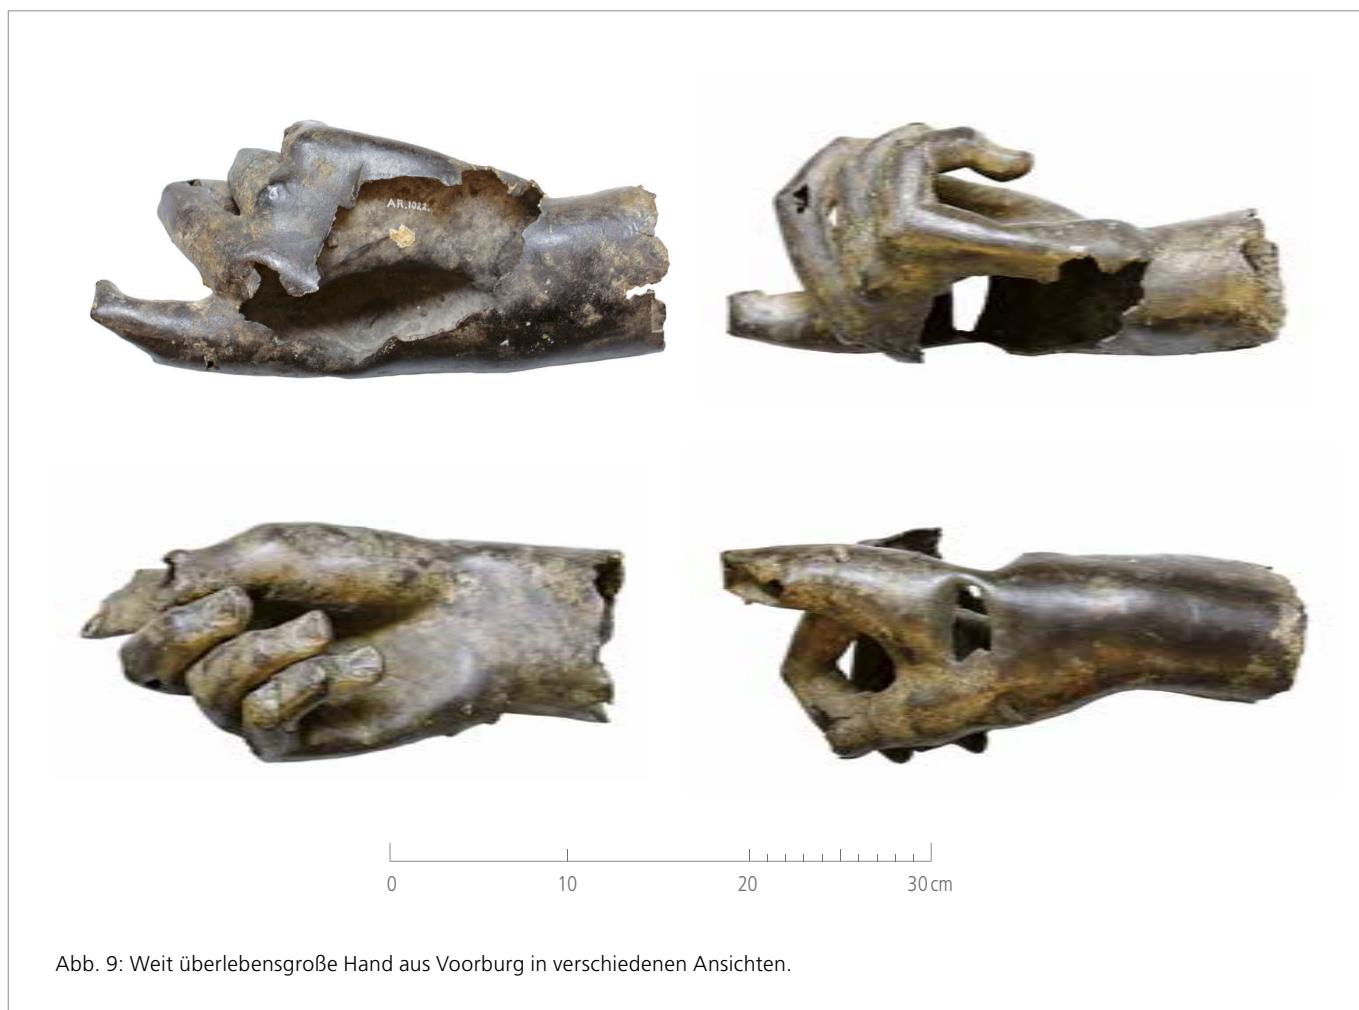 AR.1022.
0 10 20 30 cm
Abb. 9: Weit überlebensgroße Hand aus Voorburg in verschiedenen Ansichten.